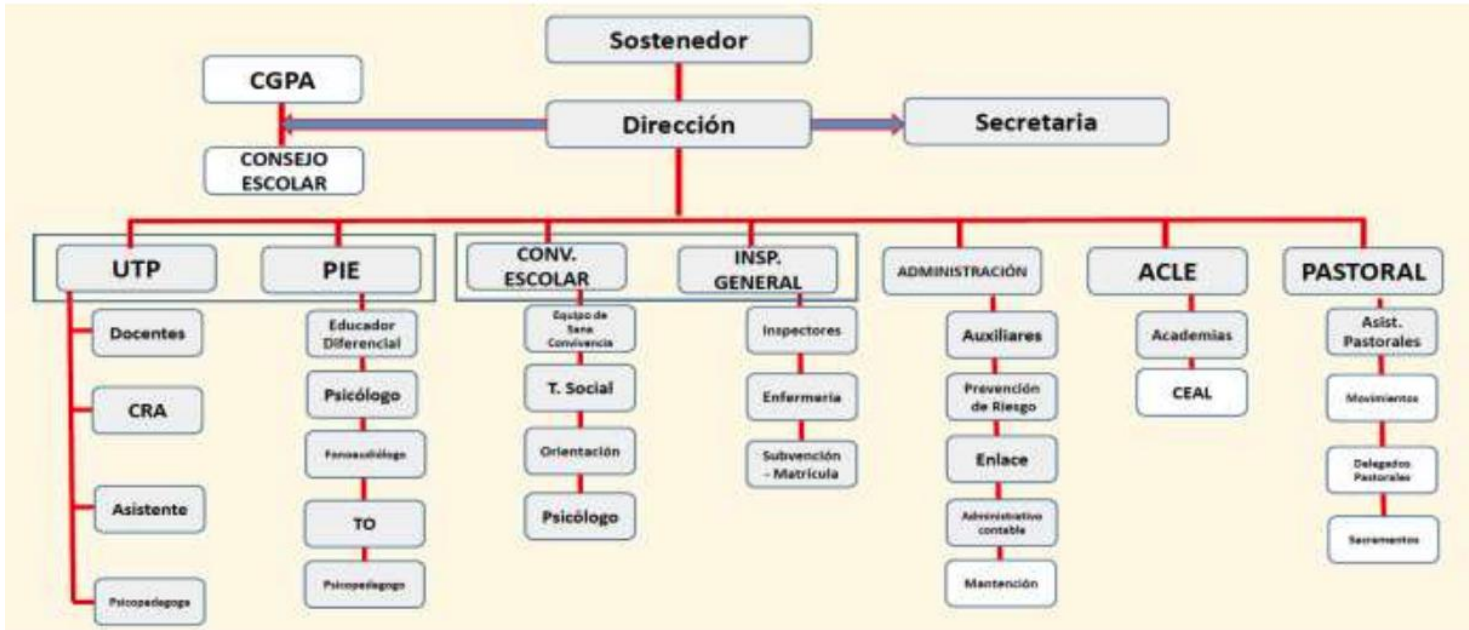 Sostenedor
CGPA
Dirección
Secretaria
CONSEJO
ESCOLAR
UTP
PIE
CONV.
ESCOLAR
INSP.
GENERAL
ADMINISTRACIÓN
ACLE
PASTORAL
Docentes
CRA
Asistente
Psicopedagoga
Educador
Diferencial
Psicólogo
Fonoaudiólogo
TO
Psicopedagogo
Equipo de
Sana
Convivencia
T. Social
Orientación
Psicólogo
Inspectores
Enfermería
Subvención
- Matrícula
Auxiliares
Prevención
de Riesgo
Enlace
Administrativo
contable
Mantención
Academias
CEAL
Asist.
Pastorales
Movimientos
Delegados
Pastorales
Sacramentos